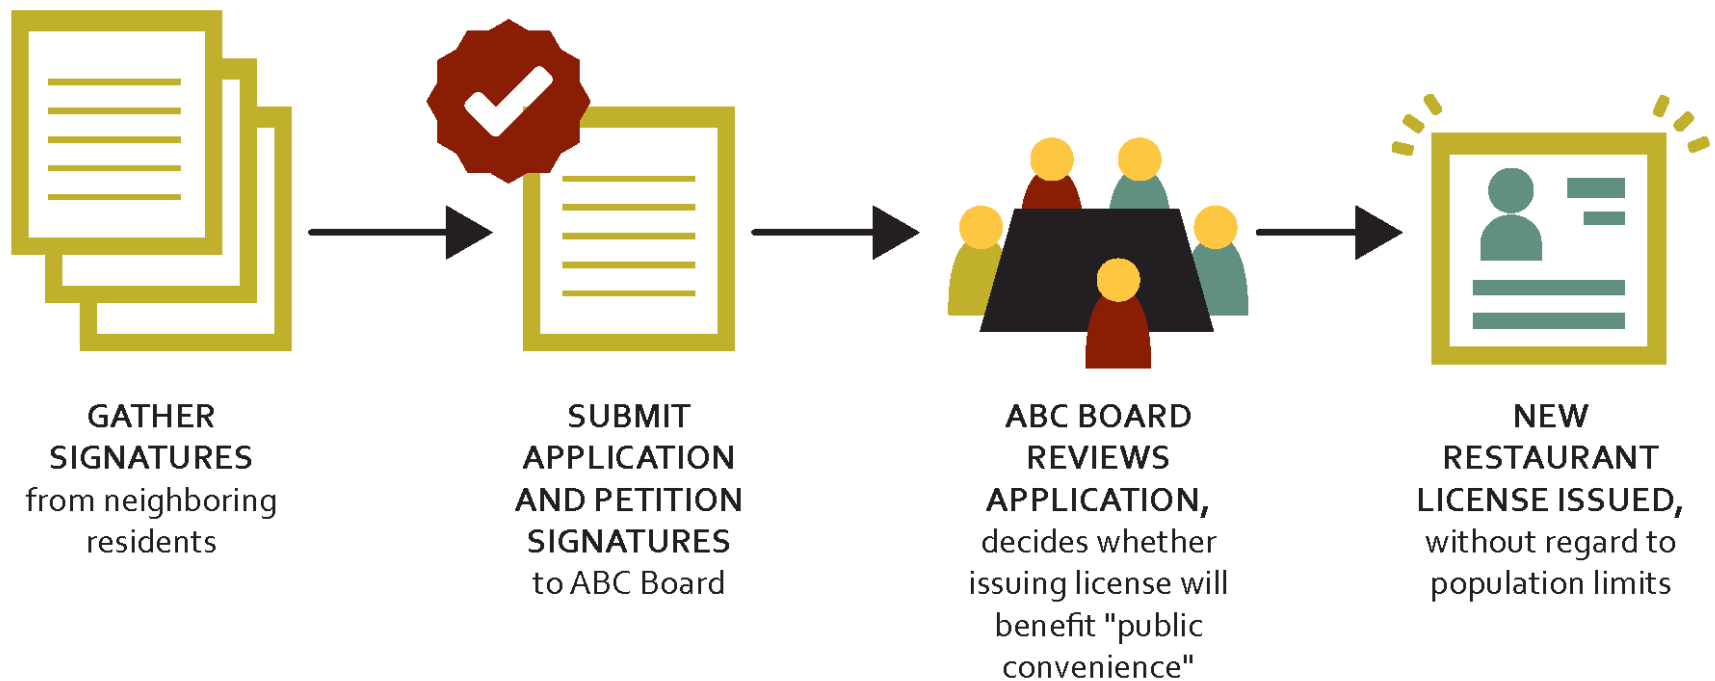 GATHER
SIGNATURES
from neighboring
residents
SUBMIT
APPLICATION
AND PETITION
SIGNATURES
to ABC Board
ABC BOARD
REVIEWS
APPLICATION,
decides whether
issuing license will
benefit "public
convenience"
NEW
RESTAURANT
LICENSE ISSUED,
without regard to
population limits